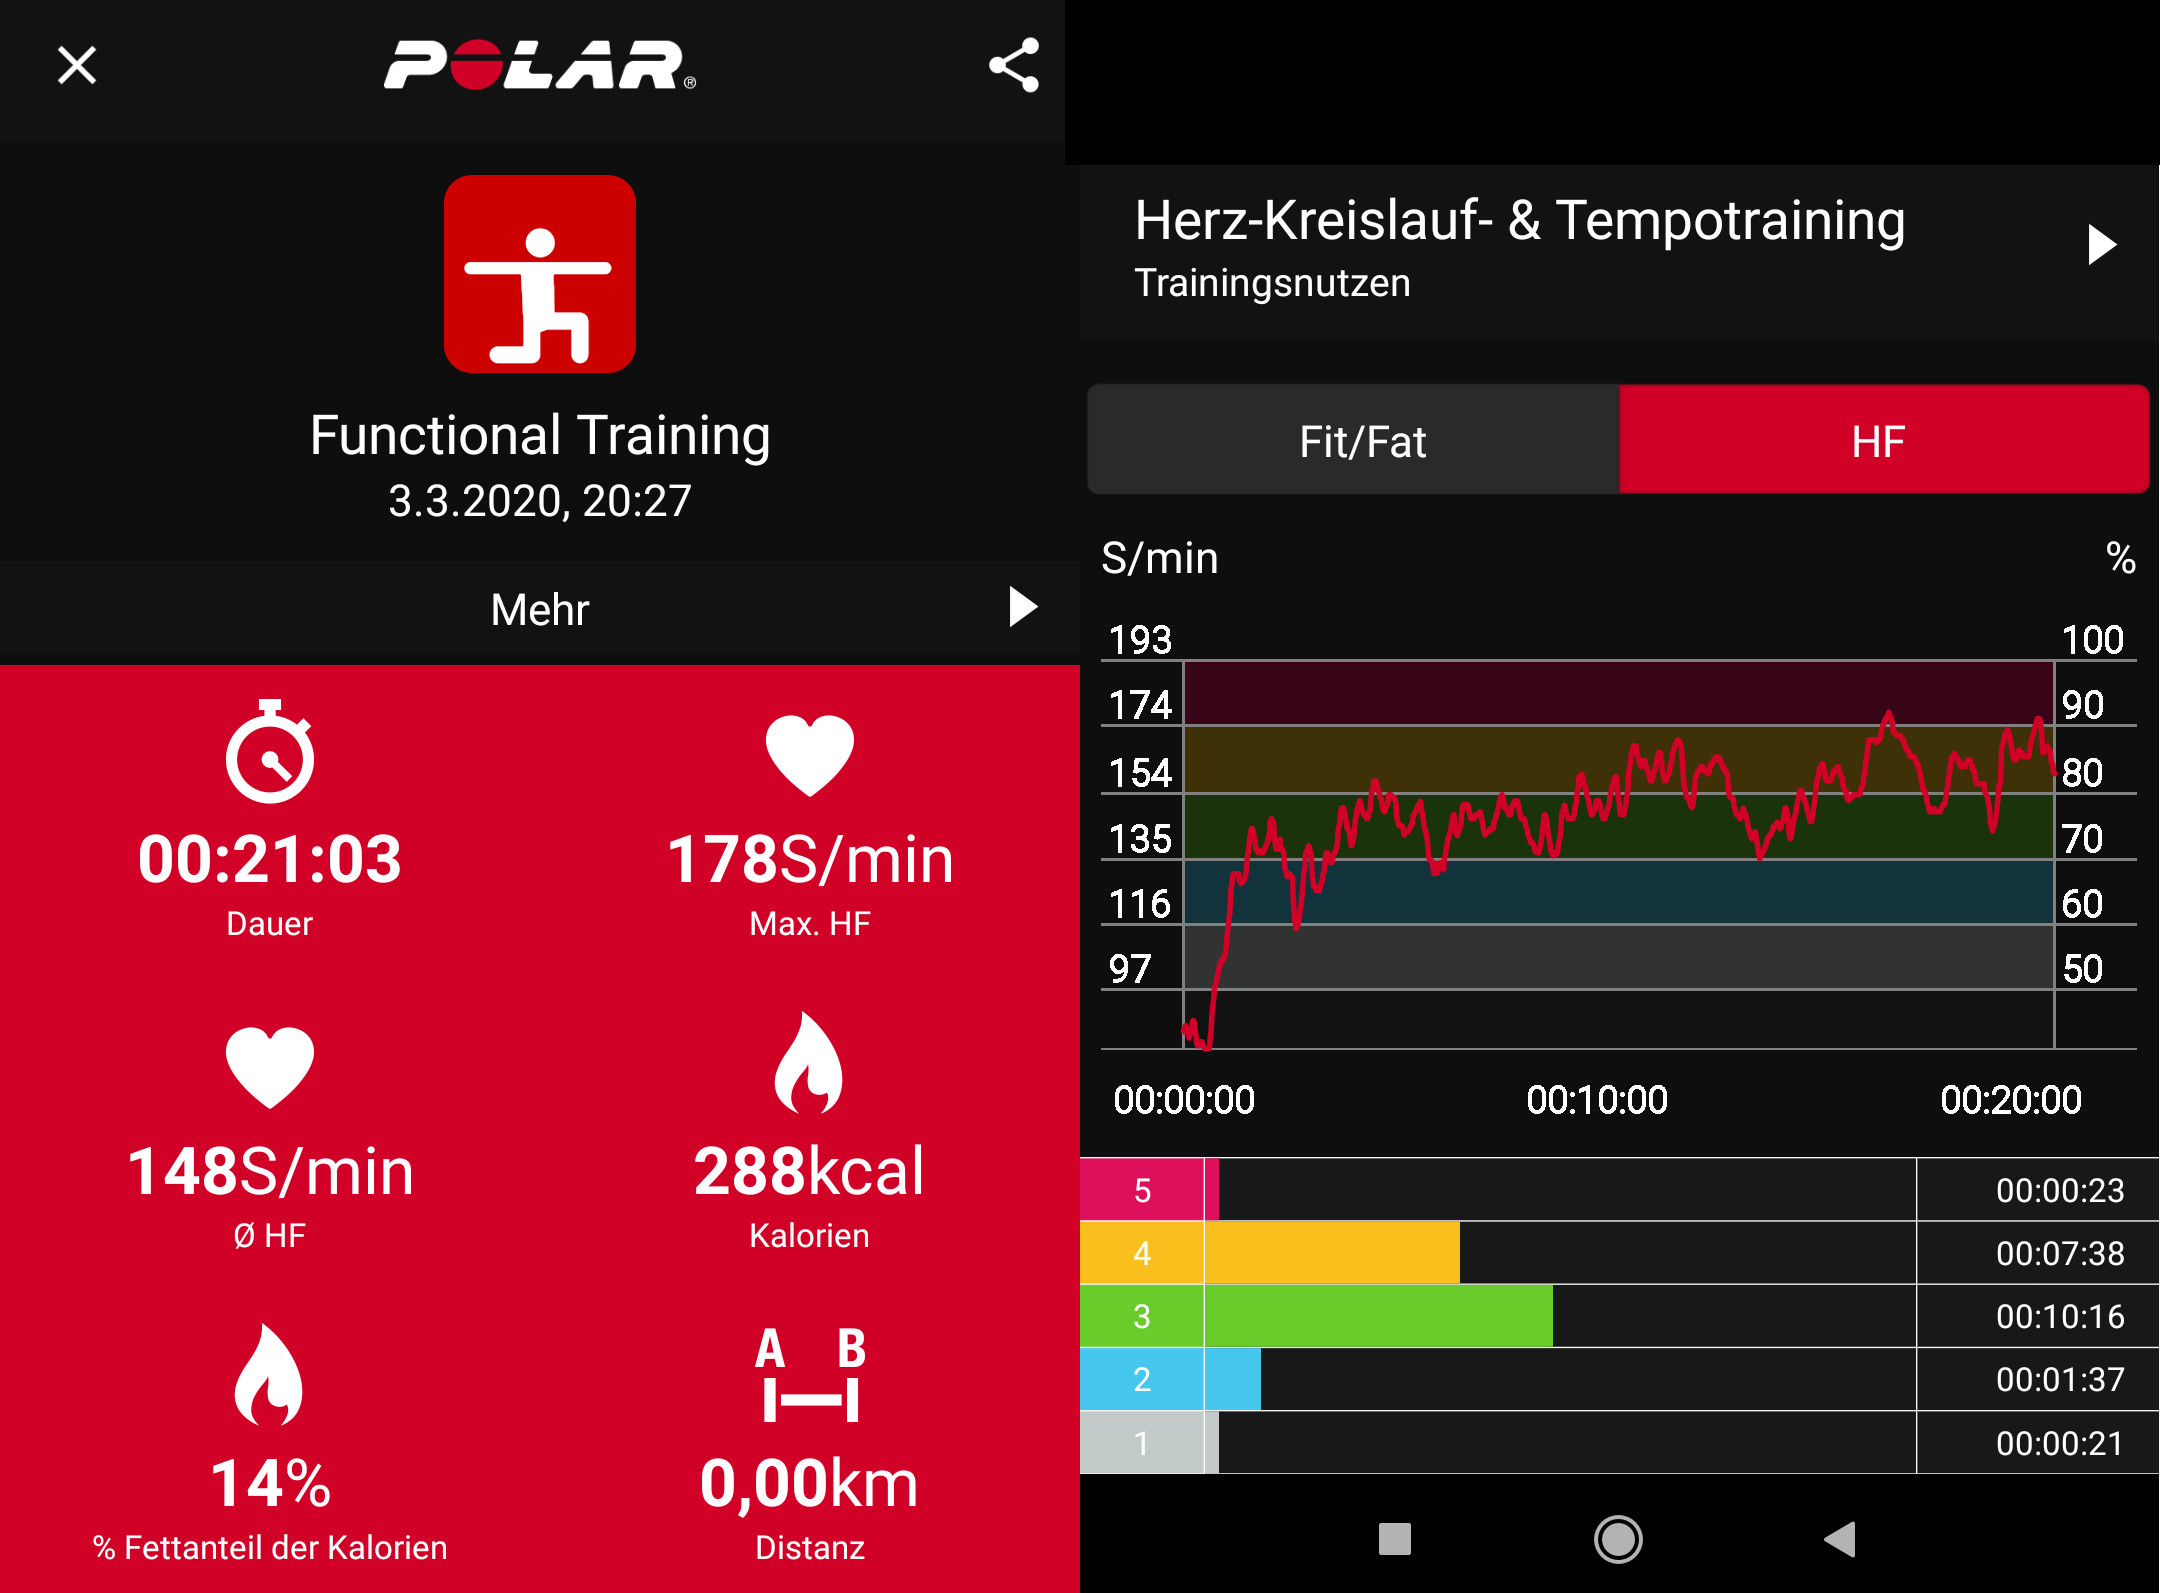 POLAR®
Functional Training
3.3.2020, 20:27
Mehr
00:21:03
Dauer
178S/min
Max. HF
148S/min
Ø HF
288kcal
Kalorien
14%
% Fettanteil der Kalorien
A B
0,00km
Distanz
Herz-Kreislauf- & Tempotraining
Trainingsnutzen
Fit/Fat
HF
S/min %
193 100
174 90
154 80
135 70
116 60
97 50
00:00:00 00:10:00 00:20:00
5 00:00:23
4 00:07:38
3 00:10:16
2 00:01:37
1 00:00:21